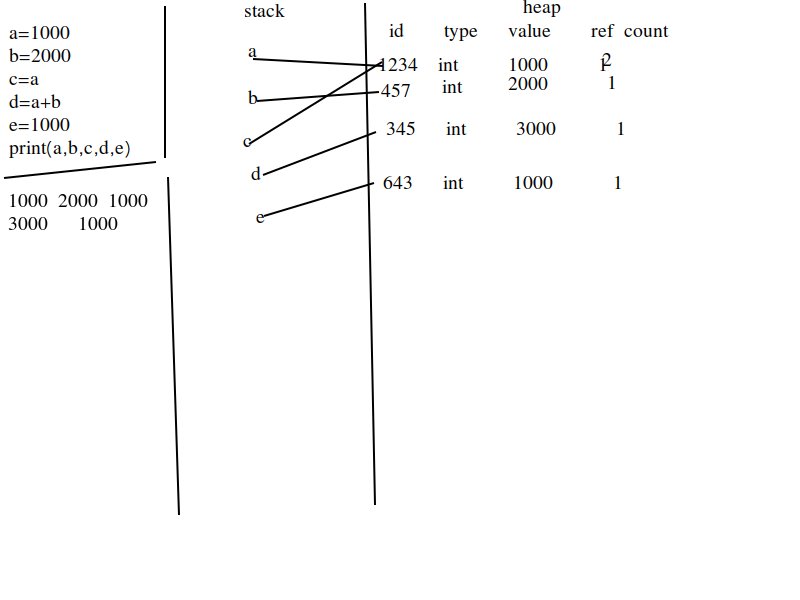 a=1000
b=2000
c=a
d=a+b
e=1000
print(a,b,c,d,e)
1000 2000 1000
3000 1000
stack
a
b
c
d
e
heap
id type value ref count
1234 int 1000 1 2
457 int 2000 1
345 int 3000 1
643 int 1000 1